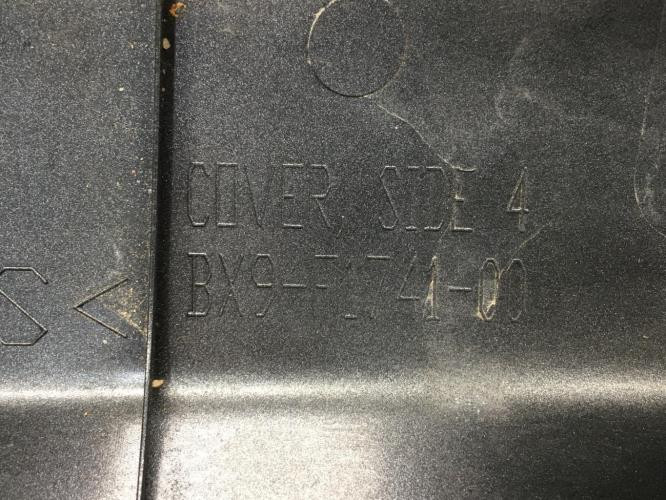 COVER, SIDE 4
BX9-F1741-00
S <